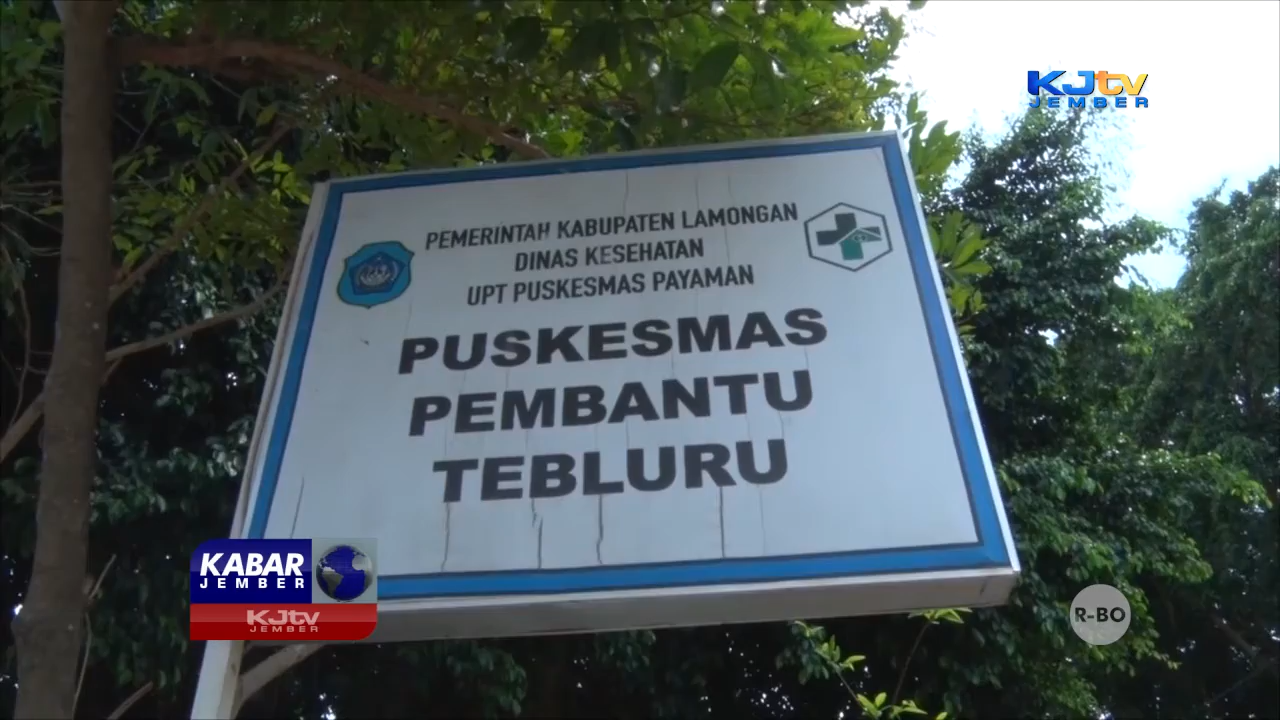 KJtv
JEMBER
PEMERINTAH KABUPATEN LAMONGAN
DINAS KESEHATAN
UPT PUSKESMAS PAYAMAN
PUSKESMAS
PEMBANTU
TEBLURU
KABAR
JEMBER
KJtv
JEMBER
R-BO